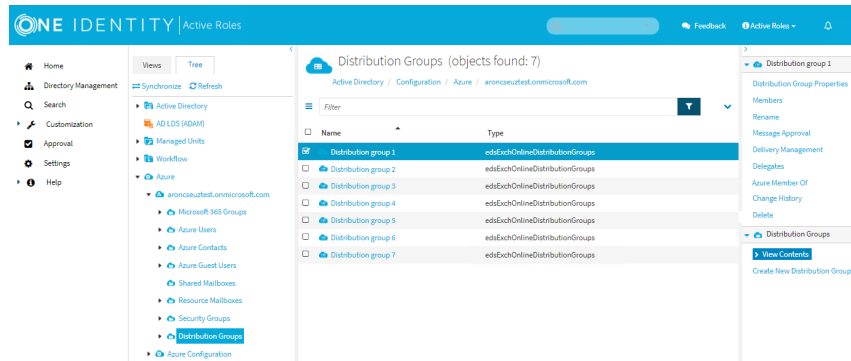 ONE IDENTITY Active Roles
Feedback
Active Roles
Home
Directory Management
Search
Customization
Approval
Settings
Help
Views
Tree
Synchronize
Refresh
Active Directory
AD LDS (ADAM)
Managed Units
Workflow
Azure
aroncseuztest.onmicrosoft.com
Microsoft 365 Groups
Azure Users
Azure Contacts
Azure Guest Users
Shared Mailboxes
Resource Mailboxes
Security Groups
Distribution Groups
Azure Configuration
Distribution Groups (objects found: 7)
Active Directory / Configuration / Azure / aroncseuztest.onmicrosoft.com
Filter
Name Type
Distribution group 1 edsExchOnlineDistributionGroups
Distribution group 2 edsExchOnlineDistributionGroups
Distribution group 3 edsExchOnlineDistributionGroups
Distribution group 4 edsExchOnlineDistributionGroups
Distribution group 5 edsExchOnlineDistributionGroups
Distribution group 6 edsExchOnlineDistributionGroups
Distribution group 7 edsExchOnlineDistributionGroups
Distribution group 1
Distribution Group Properties
Members
Rename
Message Approval
Delivery Management
Delegates
Azure Member Of
Change History
Delete
Distribution Groups
View Contents
Create New Distribution Group